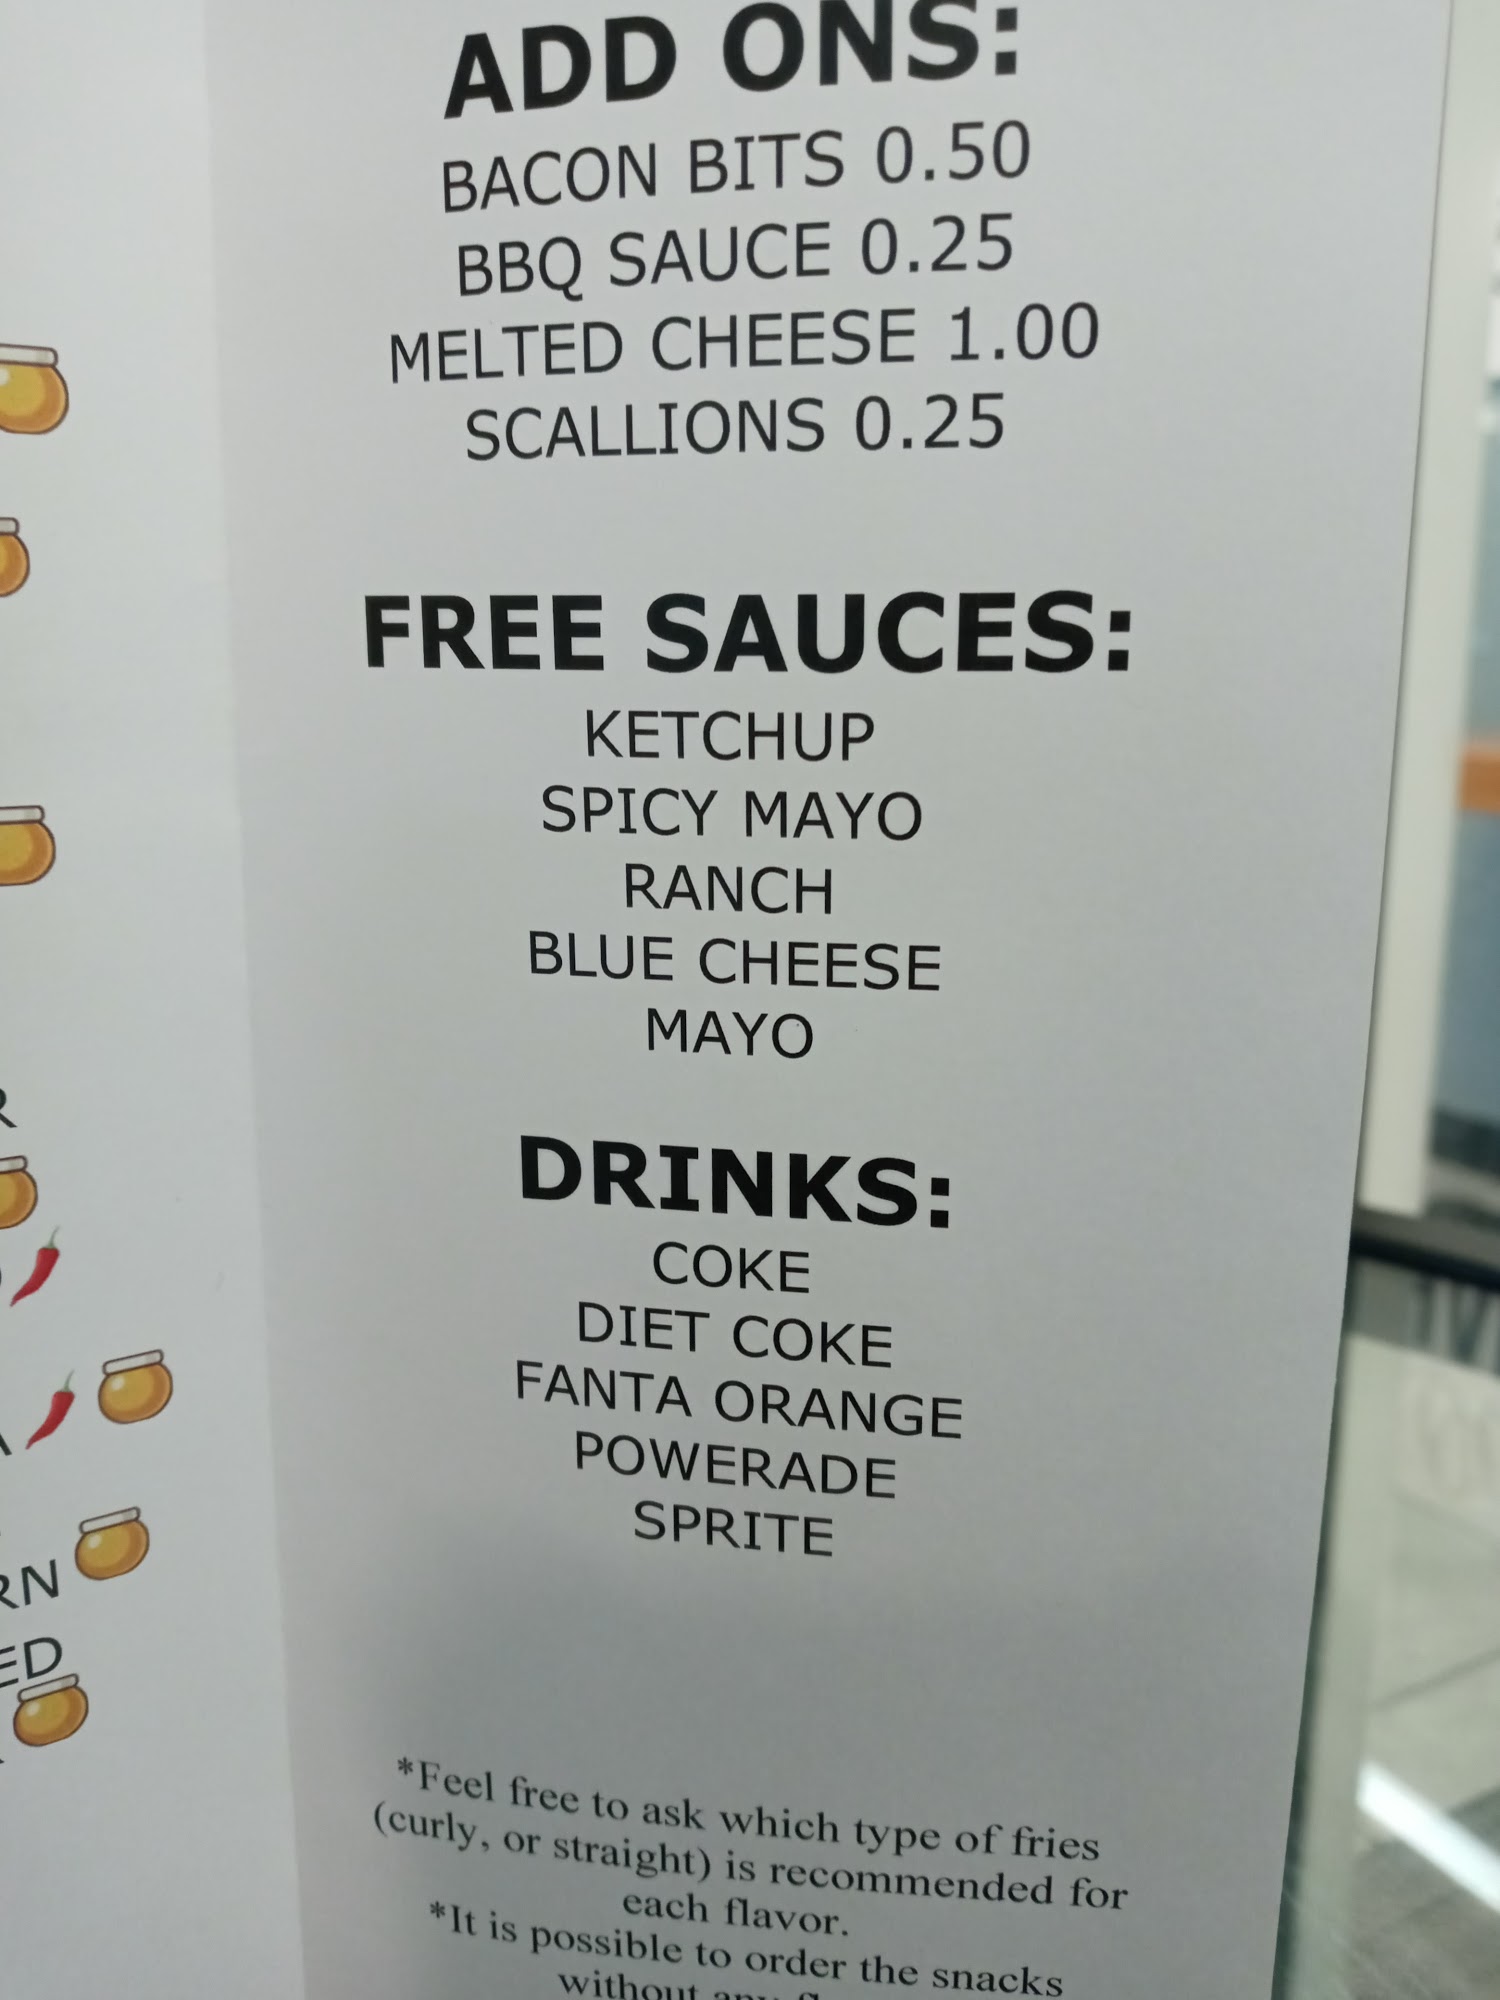 ADD ONS:
BACON BITS 0.50
BBQ SAUCE 0.25
MELTED CHEESE 1.00
SCALLIONS 0.25
FREE SAUCES:
KETCHUP
SPICY MAYO
RANCH
BLUE CHEESE
MAYO
DRINKS:
COKE
DIET COKE
FANTA ORANGE
POWERADE
SPRITE
*Feel free to ask which type of fries
(curly, or straight) is recommended for
each flavor.
*It is possible to order the snacks
without any